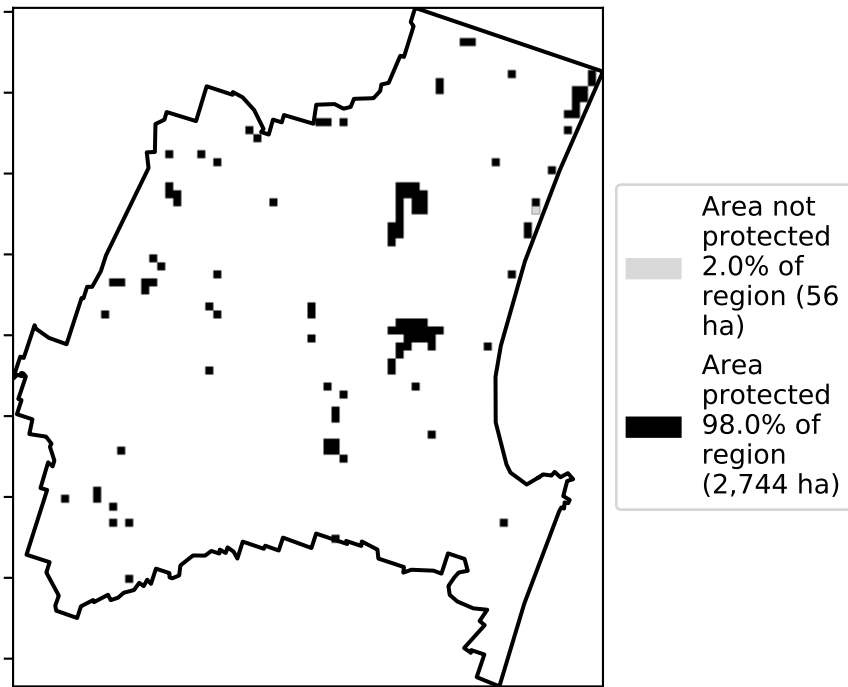 Area not
protected
2.0% of
region (56
ha)
Area
protected
98.0% of
region
(2,744 ha)